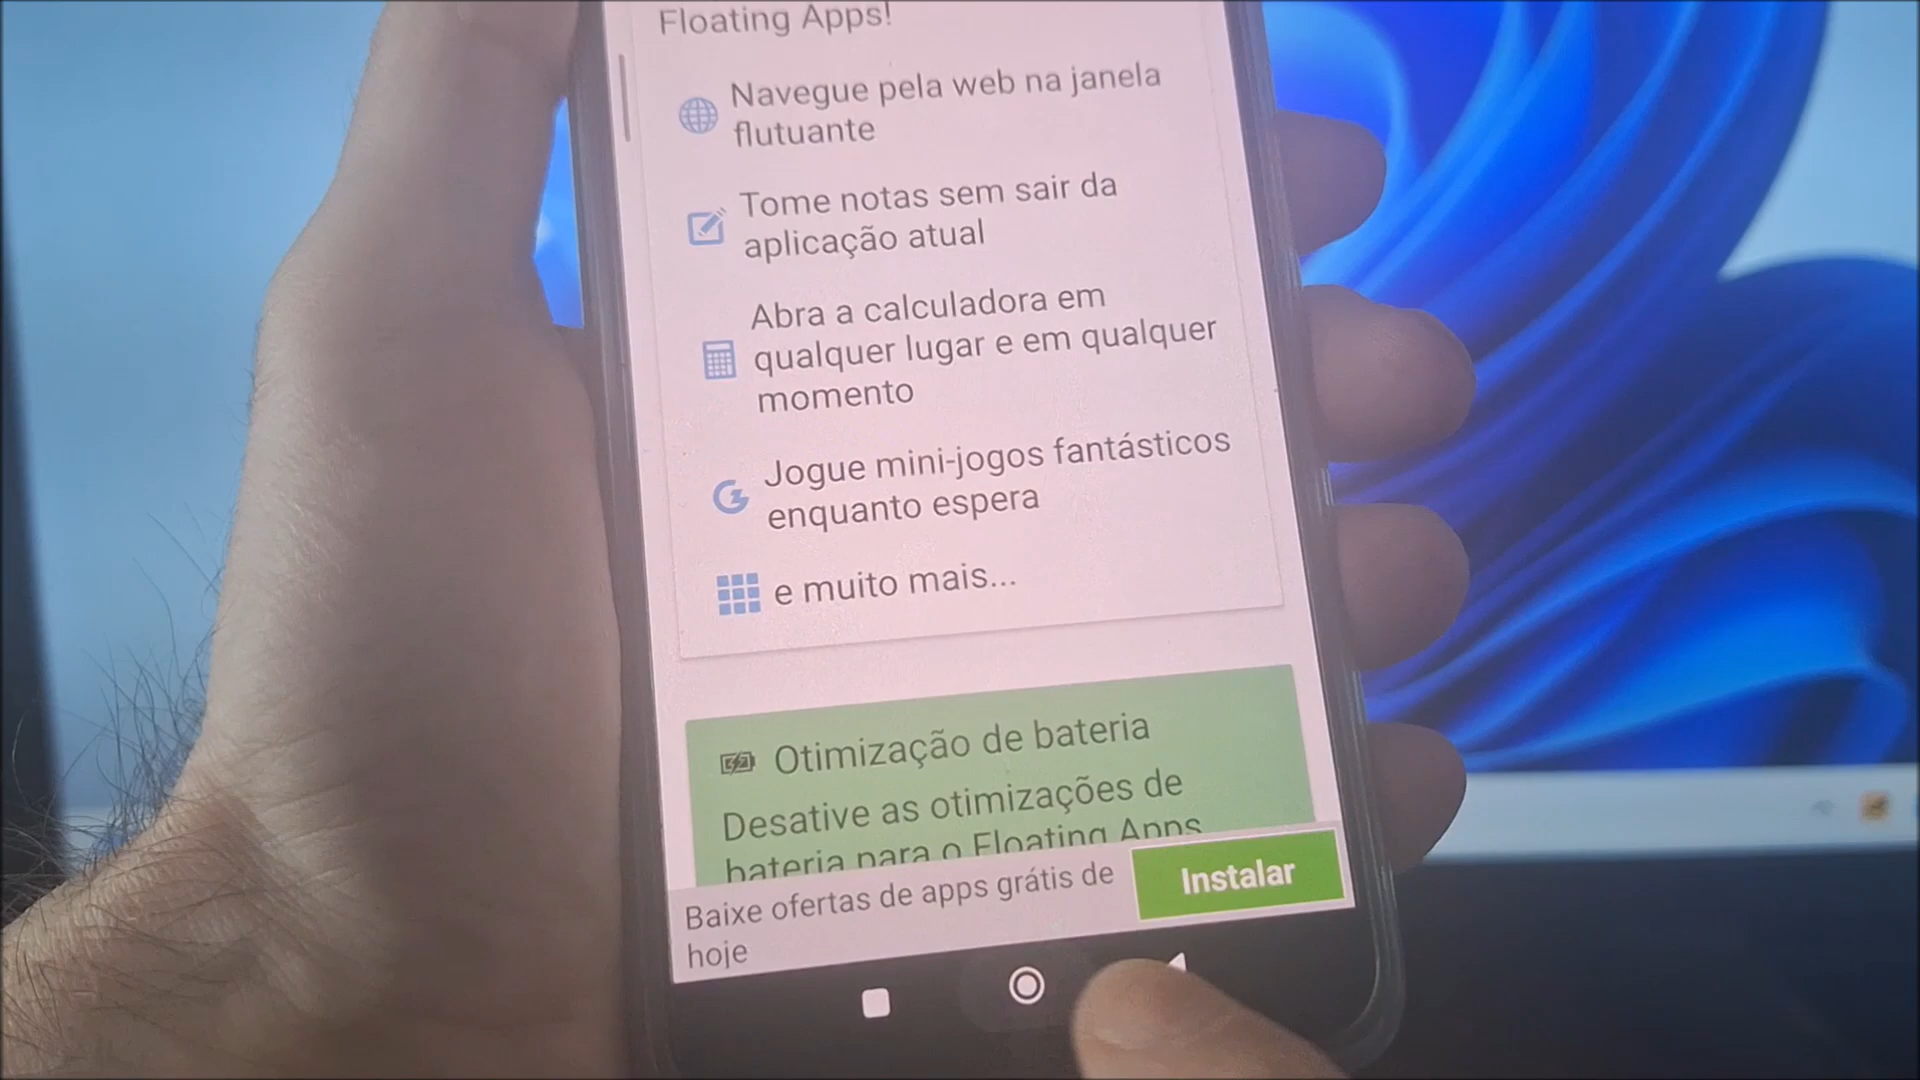 Floating Apps!
Navegue pela web na janela
flutuante
Tome notas sem sair da
aplicação atual
Abra a calculadora em
qualquer lugar e em qualquer
momento
Jogue mini-jogos fantásticos
enquanto espera
e muito mais...
Otimização de bateria
Desative as otimizações de
bateria para o Floating Apps
Baixe ofertas de apps grátis de
hoje
Instalar